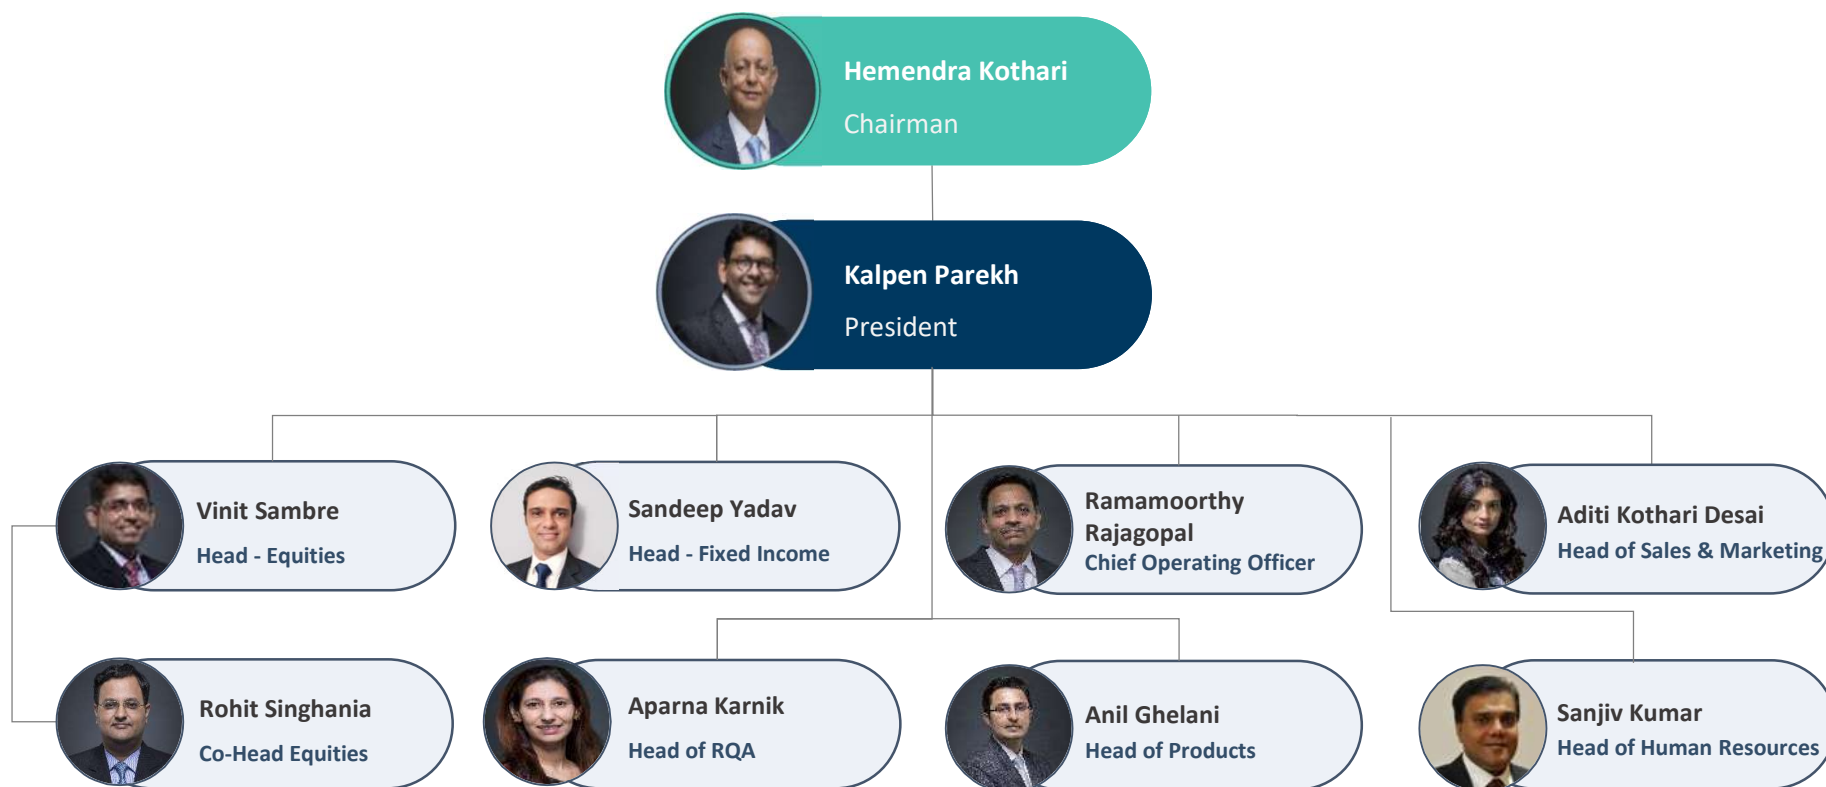 Hemendra Kothari
Chairman
Kalpen Parekh
President
Vinit Sambre
Head - Equities
Sandeep Yadav
Head - Fixed Income
Ramamoorthy
Rajagopal
Chief Operating Officer
Aditi Kothari Desai
Head of Sales & Marketing
Rohit Singhania
Co-Head Equities
Aparna Karnik
Head of RQA
Anil Ghelani
Head of Products
Sanjiv Kumar
Head of Human Resources